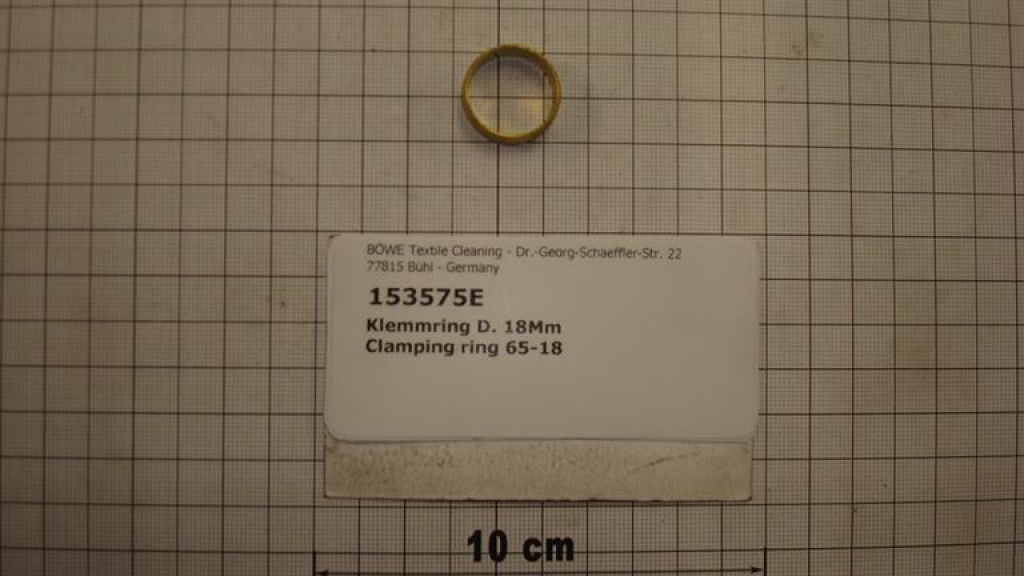 BÖWE Textile Cleaning - Dr.-Georg-Schaeffler-Str. 22
77815 Bühl - Germany
153575E
Klemmring D. 18Mm
Clamping ring 65-18
10 cm